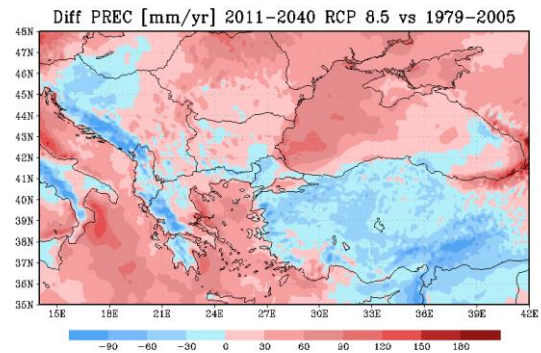 Diff PREC [mm/yr] 2011-2040 RCP 8.5 vs 1979-2005
48N
47N
46N
45N
44N
43N
42N
41N
40N
39N
38N
37N
36N
35N
15E 18E 21E 24E 27E 30E 33E 36E 39E 42E
-90 -60 -30 0 30 60 90 120 150 180